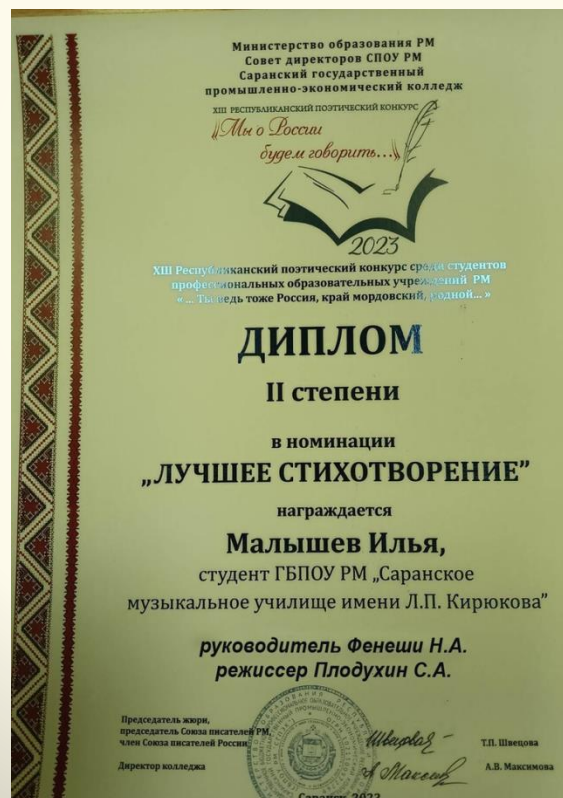 Министерство образования РМ
Совет директоров СПОУ РМ
Саранский государственный
промышленно-экономический колледж
XIII РЕСПУБЛИКАНСКИЙ ПОЭТИЧЕСКИЙ КОНКУРС
"Мы о России
будем говорить..."
2023
XIII Республиканский поэтический конкурс среди студентов
профессиональных образовательных учреждений РМ
« ... Ты ведь тоже Россия, край мордовский, родной... »
ДИПЛОМ
II степени
в номинации
„ЛУЧШЕЕ СТИХОТВОРЕНИЕ”
награждается
Малышев Илья,
студент ГБПОУ РМ „Саранское
музыкальное училище имени Л.П. Кирюкова”
руководитель Фенеши Н.А.
режиссер Плодухин С.А.
Председатель жюри,
председатель Союза писателей РМ,
член Союза писателей России
Т.П. Швецова
Директор колледжа
А.В. Максимова
Саранск 2023